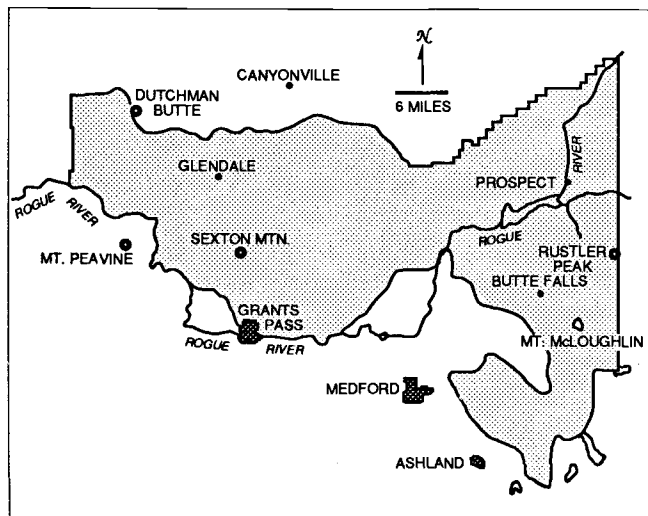 N
CANYONVILLE
6 MILES
DUTCHMAN
BUTTE
GLENDALE
PROSPECT
RIVER
ROGUE
RIVER
ROGUE
SEXTON MTN.
MT. PEAVINE
RUSTLER
PEAK
BUTTE FALLS
GRANTS
PASS
ROGUE
RIVER
MT. McLOUGHLIN
MEDFORD
ASHLAND